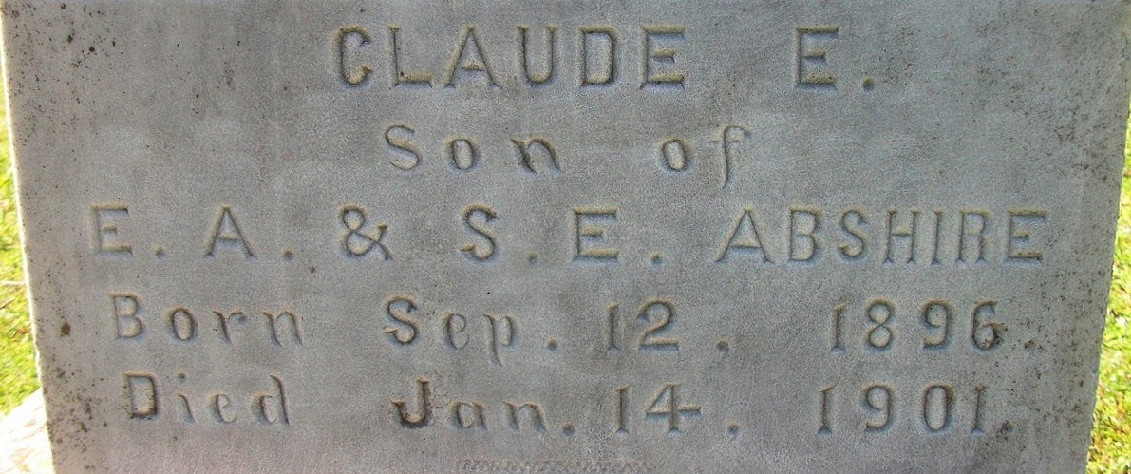 CLAUDE E.
Son of
E. A. & S. E. ABSHIRE
Born Sep. 12, 1896.
Died Jan. 14, 1901.